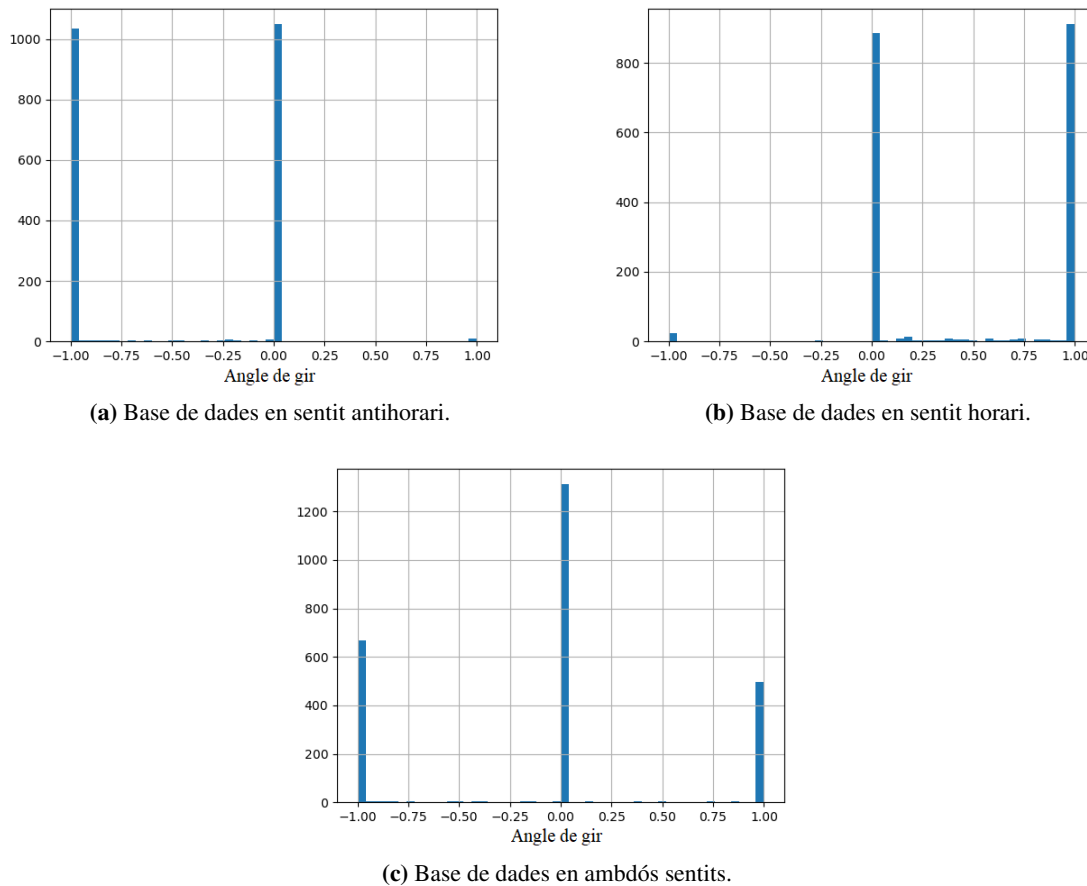 1000
800
600
400
200
0
−1.00 −0.75 −0.50 −0.25 0.00 0.25 0.50 0.75 1.00
Angle de gir
(a) Base de dades en sentit antihorari.
800
600
400
200
0
−1.00 −0.75 −0.50 −0.25 0.00 0.25 0.50 0.75 1.00
Angle de gir
(b) Base de dades en sentit horari.
1200
1000
800
600
400
200
0
−1.00 −0.75 −0.50 −0.25 0.00 0.25 0.50 0.75 1.00
Angle de gir
(c) Base de dades en ambdós sentits.